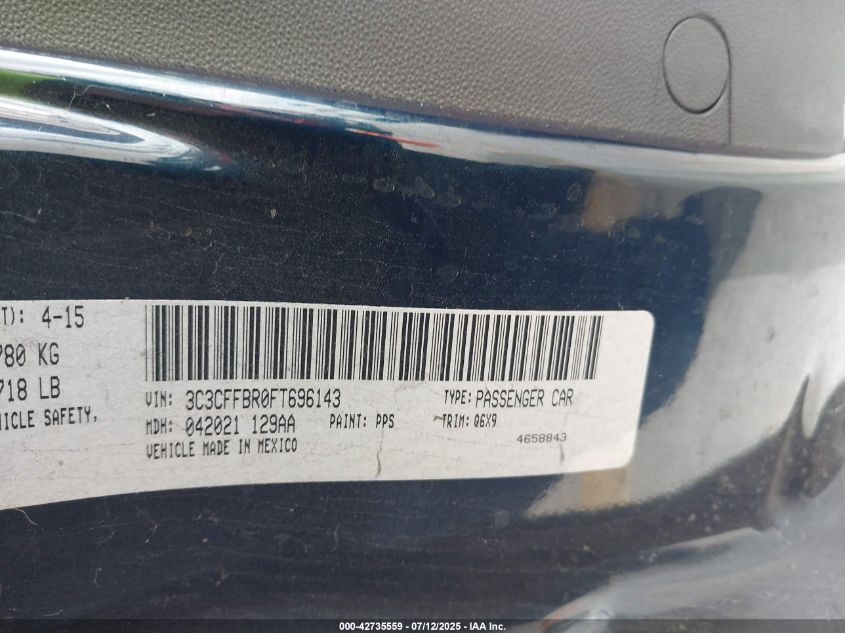 T): 4-15
780 KG
718 LB
HICLE SAFETY,
VIN: 3C3CFFBR0FT696143
TYPE: PASSENGER CAR
MDH: 042021 129AA
PAINT: PPS
TRIM: Q6X9
VEHICLE MADE IN MEXICO
4658843
000-42735559 - 07/12/2025 - IAA Inc.